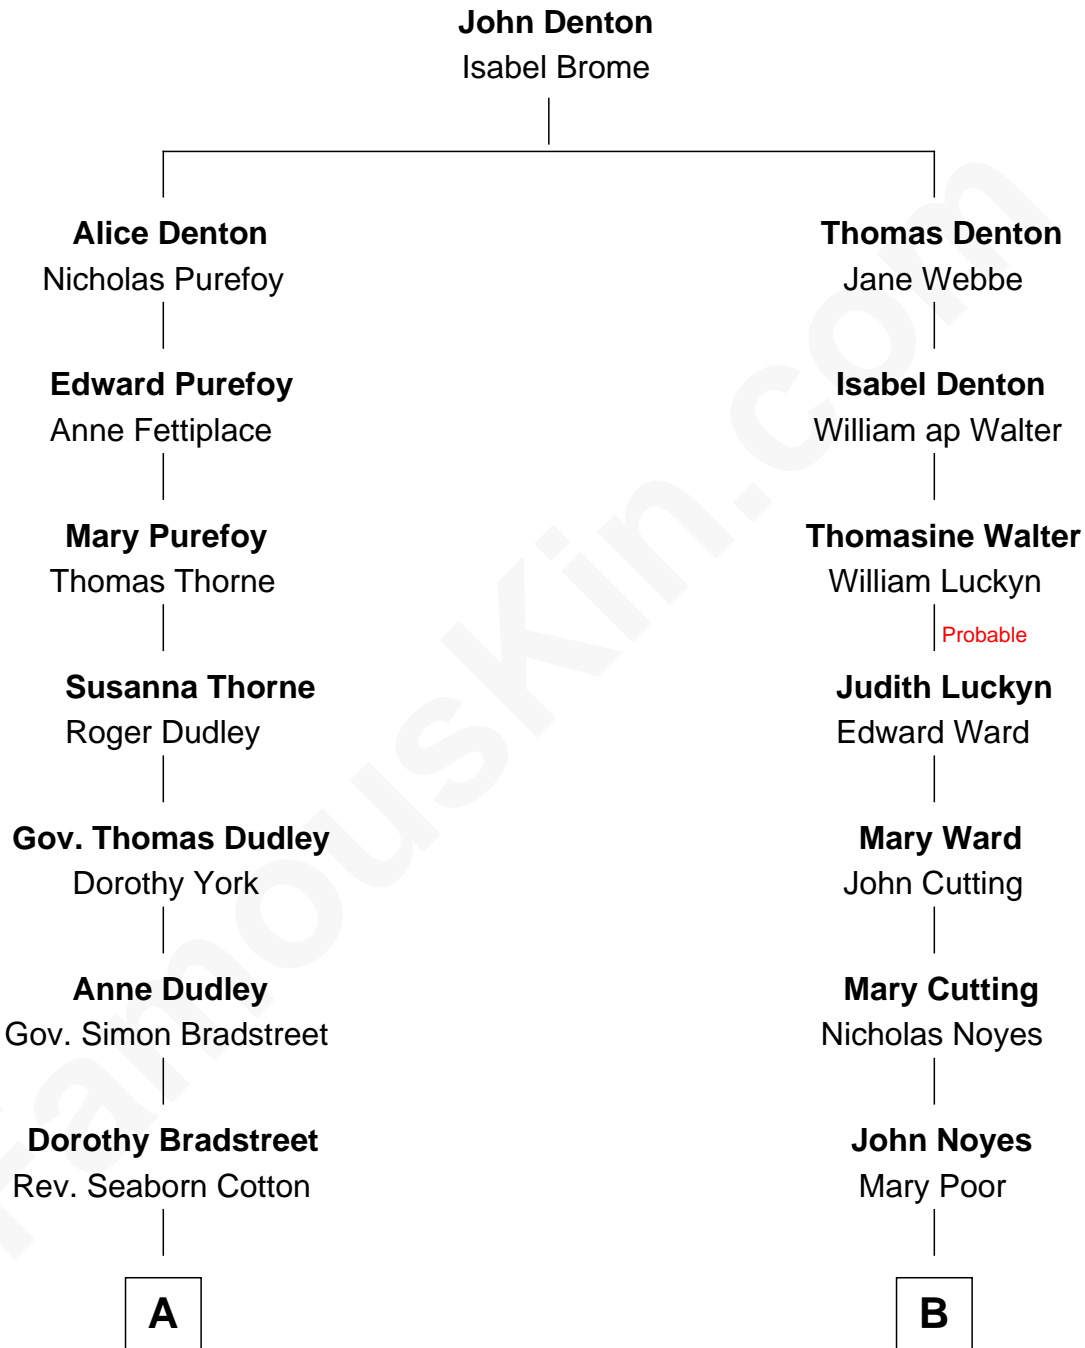 John Denton
Isabel Brome
Alice Denton
Nicholas Purefoy
Thomas Denton
Jane Webbe
Edward Purefoy
Anne Fettiplace
Isabel Denton
William ap Walter
Mary Purefoy
Thomas Thorne
Thomasine Walter
William Luckyn
Probable
Susanna Thorne
Roger Dudley
Judith Luckyn
Edward Ward
Gov. Thomas Dudley
Dorothy York
Mary Ward
John Cutting
Anne Dudley
Gov. Simon Bradstreet
Mary Cutting
Nicholas Noyes
Dorothy Bradstreet
Rev. Seaborn Cotton
John Noyes
Mary Poor
A
B
FamousKin.com